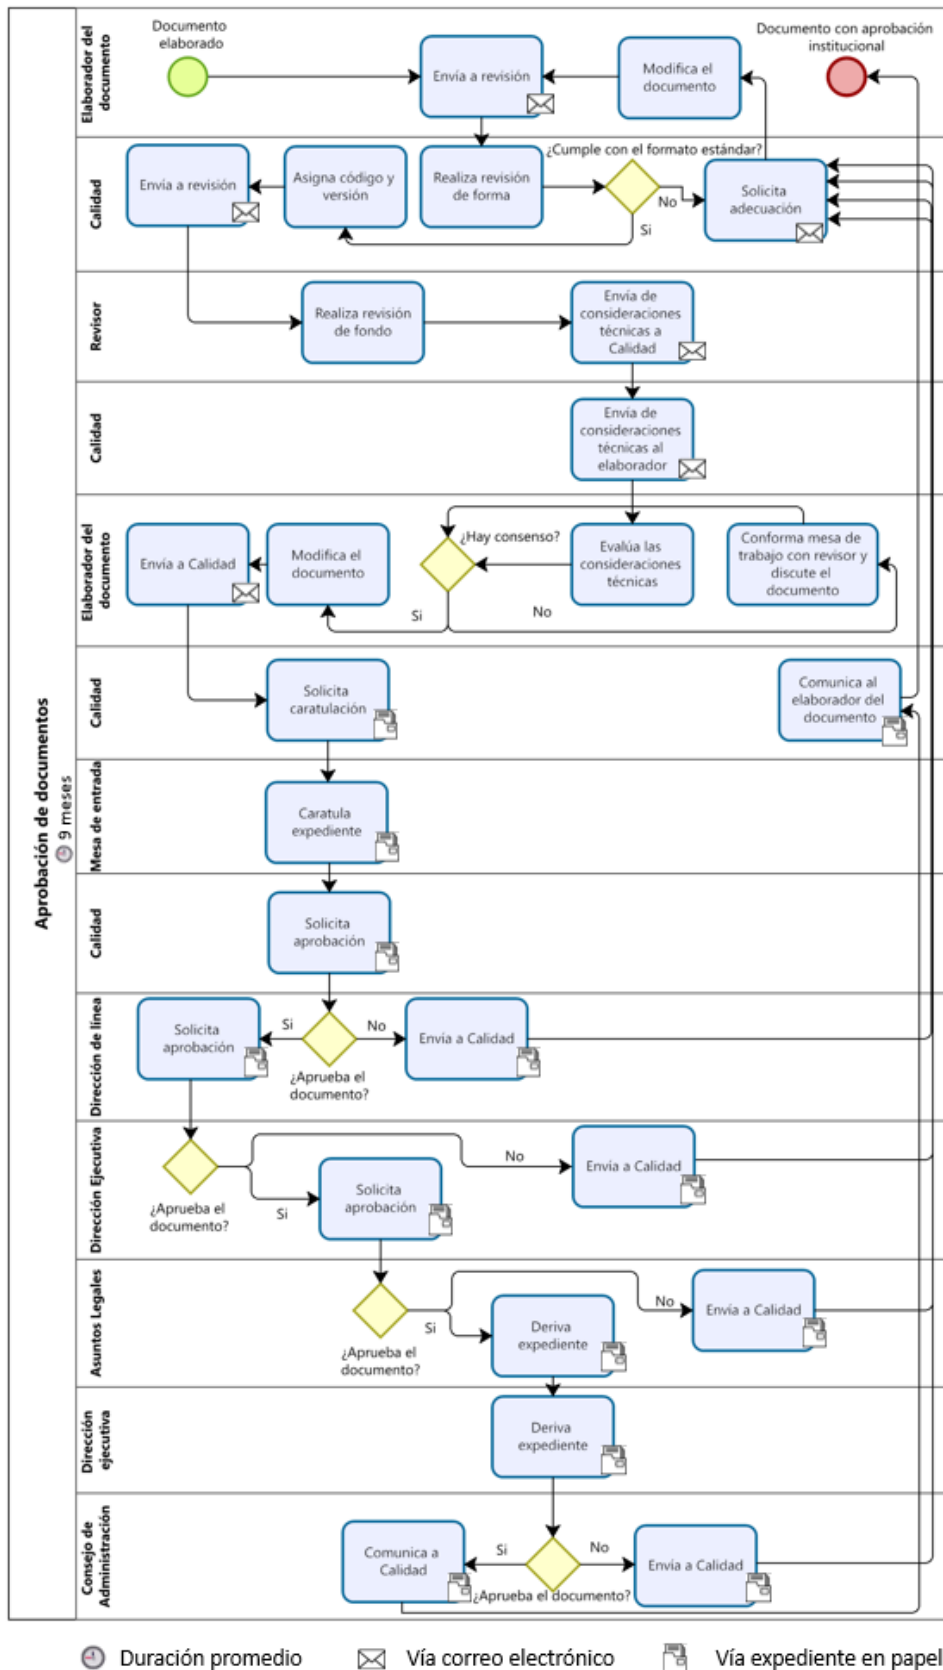 Aprobación de documentos
9 meses
Elaborador del
documento
Documento
elaborado
Envía a revisión
Modifica el
documento
Documento con aprobación
institucional
Calidad
Envía a revisión
Asigna código y
versión
Realiza revisión
de forma
¿Cumple con el formato estándar?
No
Si
Solicita
adecuación
Revisor
Realiza revisión
de fondo
Envía de
consideraciones
técnicas a
Calidad
Calidad
Envía de
consideraciones
técnicas al
elaborador
Elaborador del
documento
Envía a Calidad
Modifica el
documento
¿Hay consenso?
Si
No
Evalúa las
consideraciones
técnicas
Conforma mesa de
trabajo con revisor y
discute el
documento
Calidad
Solicita
caratulación
Comunica al
elaborador del
documento
Mesa de entrada
Caratula
expediente
Calidad
Solicita
aprobación
Dirección de línea
Solicita
aprobación
Si
No
¿Aprueba el
documento?
Envía a Calidad
Dirección Ejecutiva
¿Aprueba el
documento?
Si
No
Solicita
aprobación
Envía a Calidad
Asuntos Legales
¿Aprueba el
documento?
Si
No
Deriva
expediente
Envía a Calidad
Dirección
ejecutiva
Deriva
expediente
Consejo de
Administración
Comunica a
Calidad
Si
No
¿Aprueba el documento?
Envía a Calidad
Duración promedio
Vía correo electrónico
Vía expediente en papel